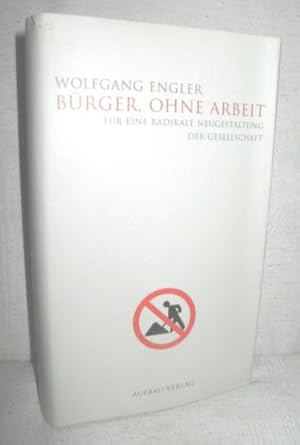 WOLFGANG ENGLER
BÜRGER, OHNE ARBEIT
FÜR EINE RADIKALE NEUGESTALTUNG
DER GESELLSCHAFT
AUFBAU-VERLAG